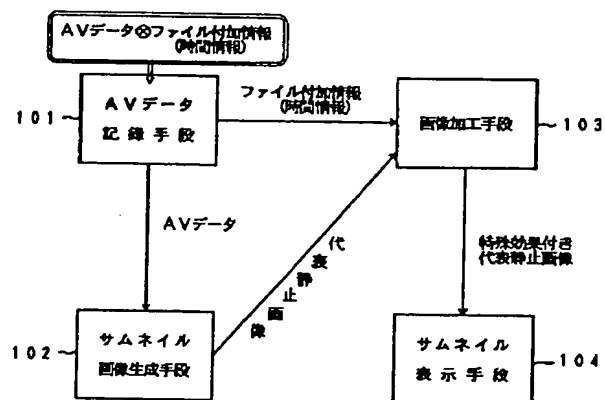 AVデータ⊗ファイル付加情報
(時間情報)
101
AVデータ
記録手段
ファイル付加情報
(時間情報)
画像加工手段
103
AVデータ
代表静止画像
特殊効果付き
代表静止画像
102
サムネイル
画像生成手段
サムネイル
表示手段
104